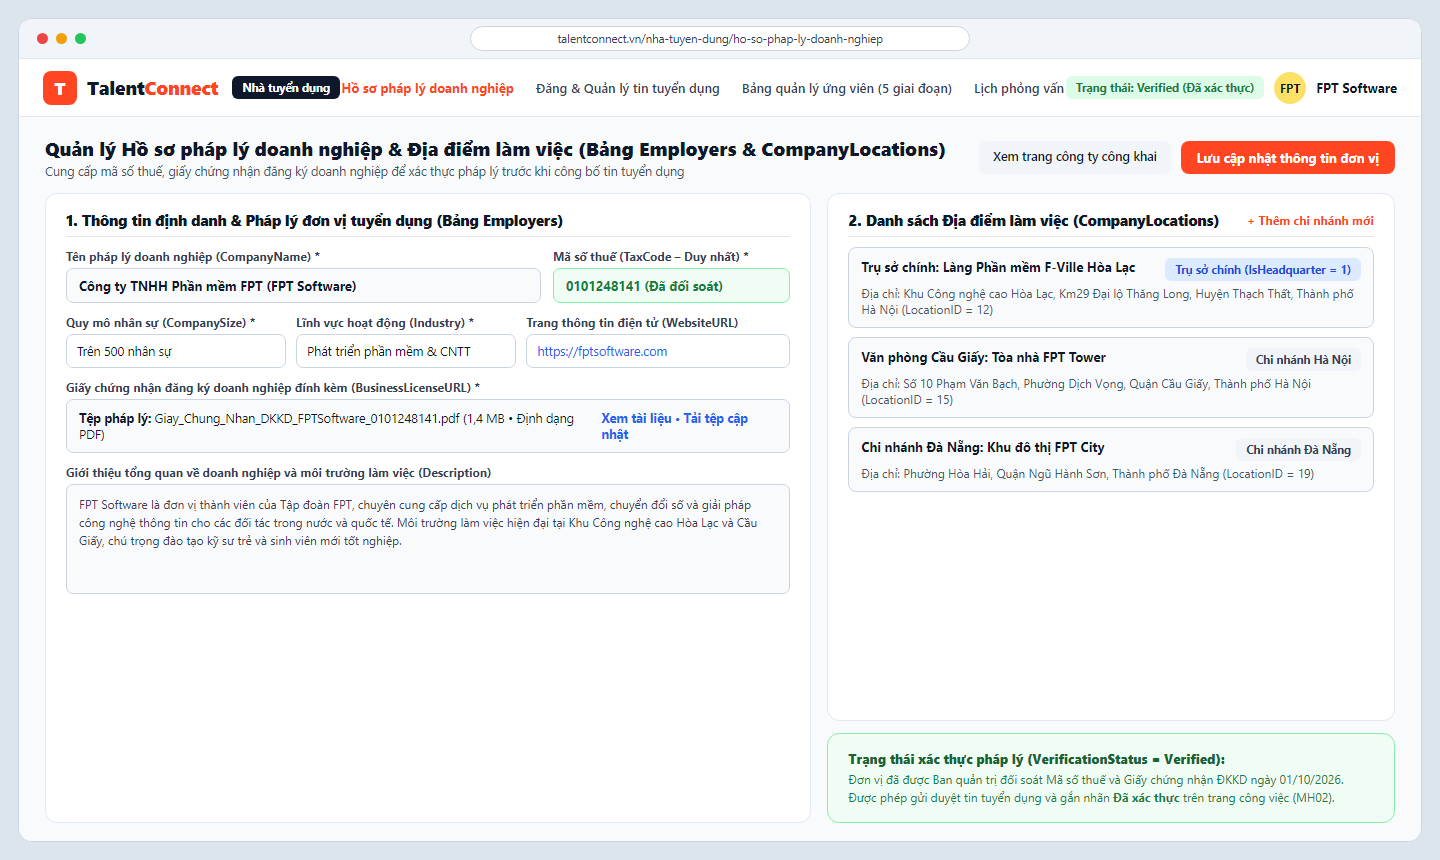 talentconnect.vn/nha-tuyen-dung/ho-so-phap-ly-doanh-nghiep
T TalentConnect Nhà tuyển dụng Hồ sơ pháp lý doanh nghiệp Đăng & Quản lý tin tuyển dụng Bảng quản lý ứng viên (5 giai đoạn) Lịch phỏng vấn Trạng thái: Verified (Đã xác thực) FPT FPT Software
Quản lý Hồ sơ pháp lý doanh nghiệp & Địa điểm làm việc (Bảng Employers & CompanyLocations)
Cung cấp mã số thuế, giấy chứng nhận đăng ký doanh nghiệp để xác thực pháp lý trước khi công bố tin tuyển dụng
Xem trang công ty công khai
Lưu cập nhật thông tin đơn vị
1. Thông tin định danh & Pháp lý đơn vị tuyển dụng (Bảng Employers)
Tên pháp lý doanh nghiệp (CompanyName) * Mã số thuế (TaxCode – Duy nhất) *
Công ty TNHH Phần mềm FPT (FPT Software) 0101248141 (Đã đối soát)
Quy mô nhân sự (CompanySize) * Lĩnh vực hoạt động (Industry) * Trang thông tin điện tử (WebsiteURL)
Trên 500 nhân sự Phát triển phần mềm & CNTT https://fptsoftware.com
Giấy chứng nhận đăng ký doanh nghiệp đính kèm (BusinessLicenseURL) *
Tệp pháp lý: Giay_Chung_Nhan_DKKD_FPTSoftware_0101248141.pdf (1,4 MB • Định dạng
PDF)
Xem tài liệu • Tải tệp cập
nhật
Giới thiệu tổng quan về doanh nghiệp và môi trường làm việc (Description)
FPT Software là đơn vị thành viên của Tập đoàn FPT, chuyên cung cấp dịch vụ phát triển phần mềm, chuyển đổi số và giải pháp
công nghệ thông tin cho các đối tác trong nước và quốc tế. Môi trường làm việc hiện đại tại Khu Công nghệ cao Hòa Lạc và Cầu
Giấy, chú trọng đào tạo kỹ sư trẻ và sinh viên mới tốt nghiệp.
2. Danh sách Địa điểm làm việc (CompanyLocations) + Thêm chi nhánh mới
Trụ sở chính: Làng Phần mềm F-Ville Hòa Lạc Trụ sở chính (IsHeadquarter = 1)
Địa chỉ: Khu Công nghệ cao Hòa Lạc, Km29 Đại lộ Thăng Long, Huyện Thạch Thất, Thành phố
Hà Nội (LocationID = 12)
Văn phòng Cầu Giấy: Tòa nhà FPT Tower Chi nhánh Hà Nội
Địa chỉ: Số 10 Phạm Văn Bạch, Phường Dịch Vọng, Quận Cầu Giấy, Thành phố Hà Nội
(LocationID = 15)
Chi nhánh Đà Nẵng: Khu đô thị FPT City Chi nhánh Đà Nẵng
Địa chỉ: Phường Hòa Hải, Quận Ngũ Hành Sơn, Thành phố Đà Nẵng (LocationID = 19)
Trạng thái xác thực pháp lý (VerificationStatus = Verified):
Đơn vị đã được Ban quản trị đối soát Mã số thuế và Giấy chứng nhận ĐKKD ngày 01/10/2026.
Được phép gửi duyệt tin tuyển dụng và gắn nhãn Đã xác thực trên trang công việc (MH02).